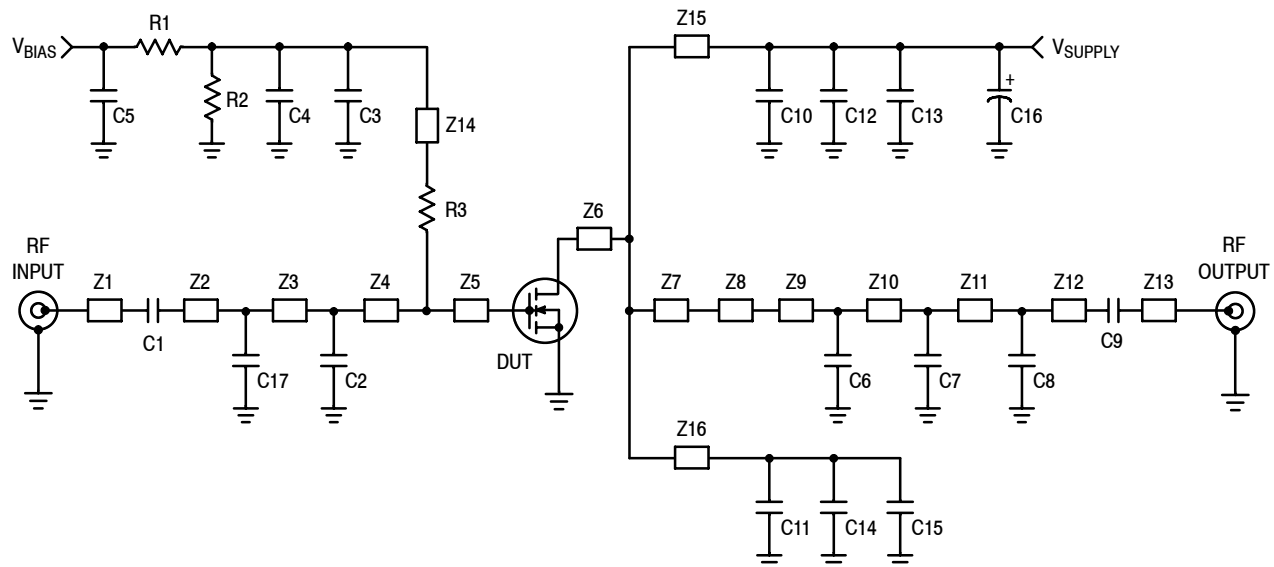 V_BIAS
R1
C5
R2
C4
C3
Z14
R3
Z15
V_SUPPLY
C10
C12
C13
+
C16
Z6
RF
INPUT
Z1
C1
Z2
Z3
Z4
Z5
C17
C2
DUT
Z7
Z8
Z9
Z10
Z11
Z12
C9
Z13
RF
OUTPUT
C6
C7
C8
Z16
C11
C14
C15